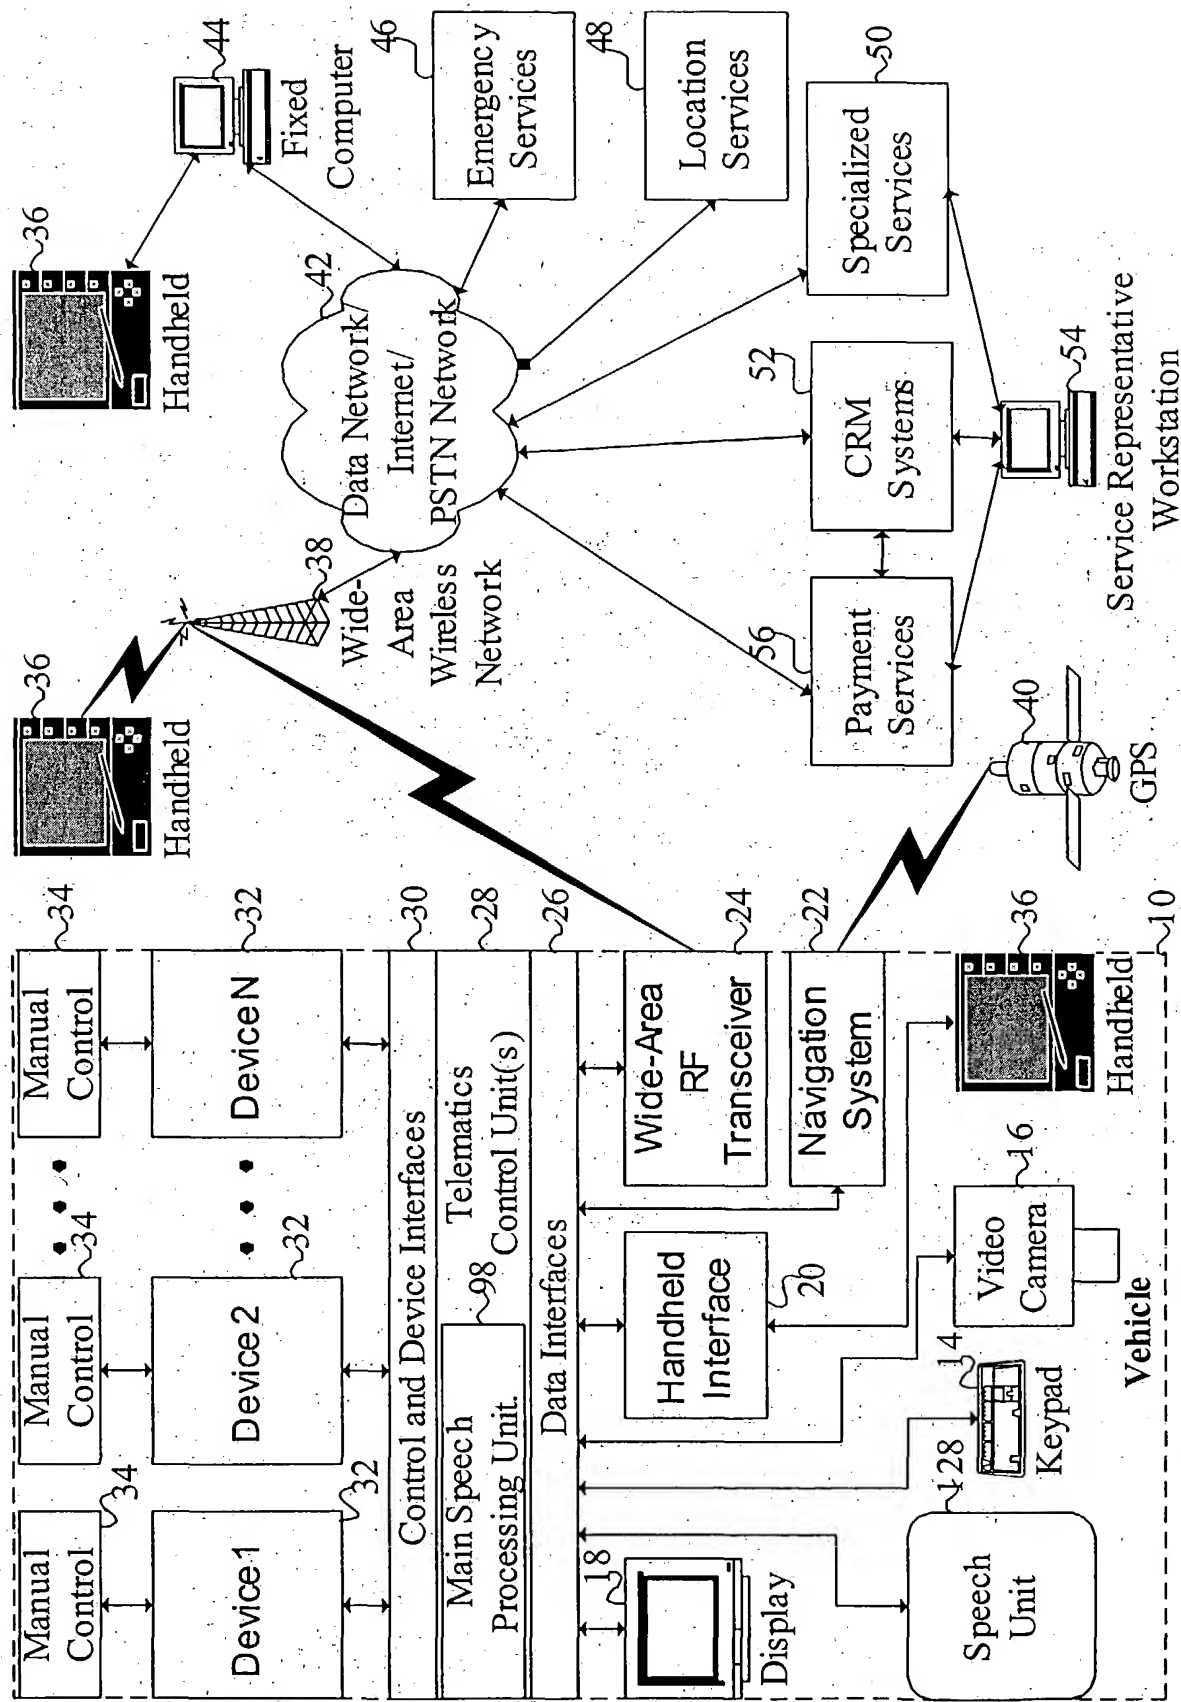 Manual
Control
34
Manual
Control
34
Manual
Control
34
Device 1
32
Device 2
32
Device N
32
Control and Device Interfaces
30
Main Speech
Processing Unit.
98
Telematics
Control Unit(s)
28
Data Interfaces
26
18
Display
Handheld
Interface
20
Wide-Area
RF
Transceiver
24
Navigation
System
22
Speech
Unit
128
14
Keypad
Video
Camera
16
36
Handheld
Vehicle
10
36
Handheld
36
Handheld
44
Fixed
Computer
38
Wide-
Area
Wireless
Network
42
Data Network/
Internet/
PSTN Network
46
Emergency
Services
48
Location
Services
56
Payment
Services
52
CRM
Systems
50
Specialized
Services
40
GPS
54
Service Representative
Workstation